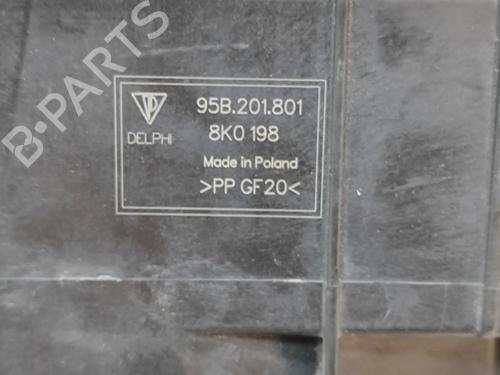 B-PARTS
95B.201.801
DELPHI
8K0 198
Made in Poland
>PP GF20<